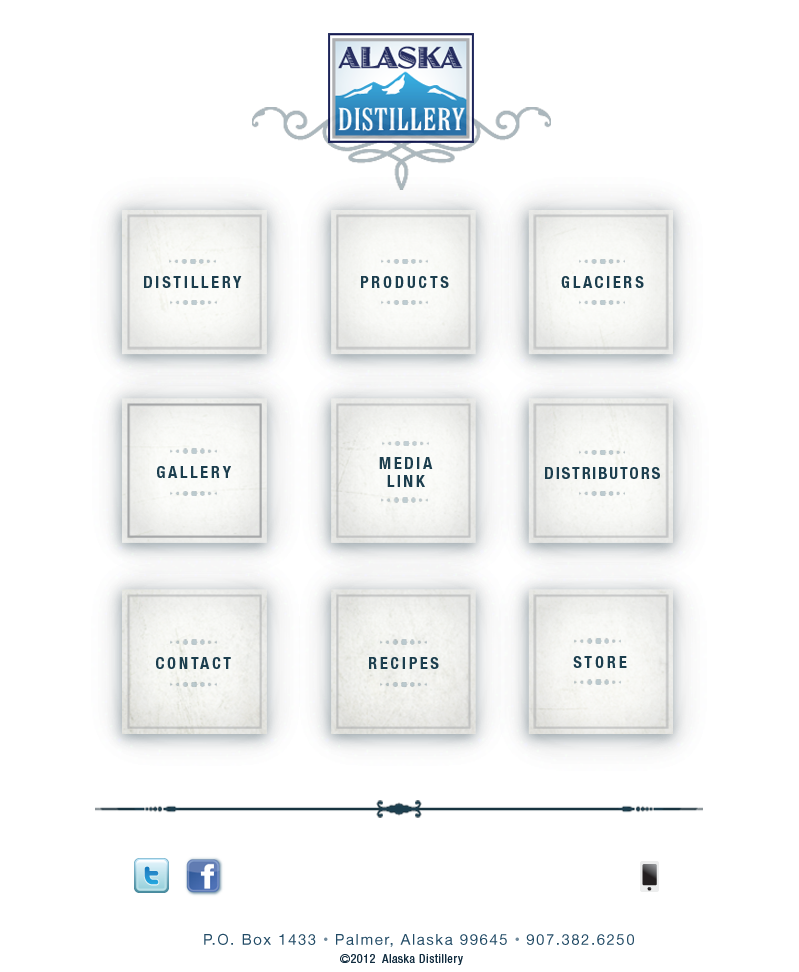 ALASKA
DISTILLERY
DISTILLERY
PRODUCTS
GLACIERS
GALLERY
MEDIA
LINK
DISTRIBUTORS
CONTACT
RECIPES
STORE
t
f
P.O. Box 1433 • Palmer, Alaska 99645 • 907.382.6250
©2012 Alaska Distillery